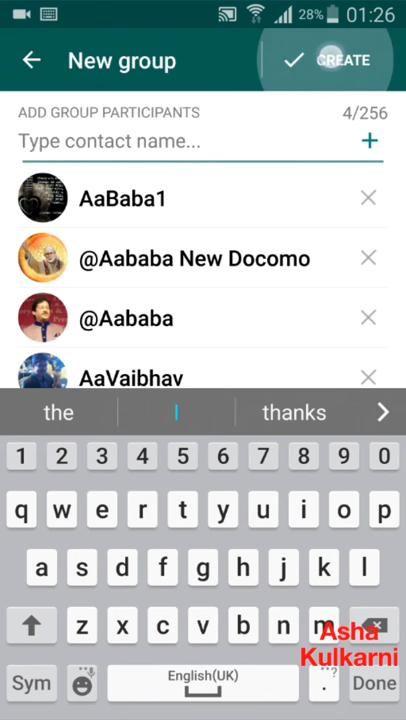 28% 01:26
New group CREATE
ADD GROUP PARTICIPANTS 4/256
Type contact name... +
AaBaba1
@Aababa New Docomo
@Aababa
AaVaibhav
the I thanks
1 2 3 4 5 6 7 8 9 0
q w e r t y u i o p
a s d f g h j k l
z x c v b n m
Asha
Kulkarni
English(UK)
Sym . ? Done